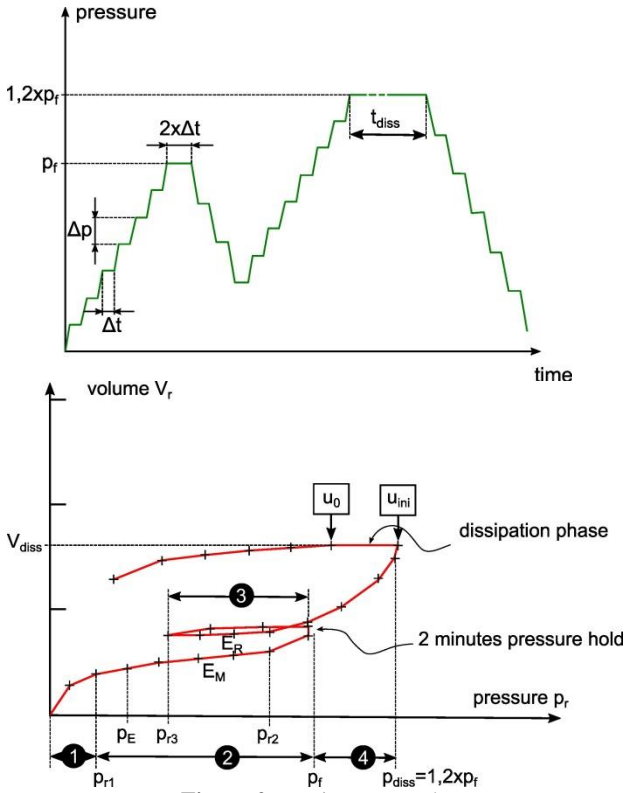 pressure
1,2xpf
2xΔt
tdiss
pf
Δp
Δt
time
volume Vr
u0
uini
Vdiss
dissipation phase
3
ER
2 minutes pressure hold
EM
pressure pr
pE
pr3
pr2
1
2
4
pr1
pf
pdiss=1,2xpf